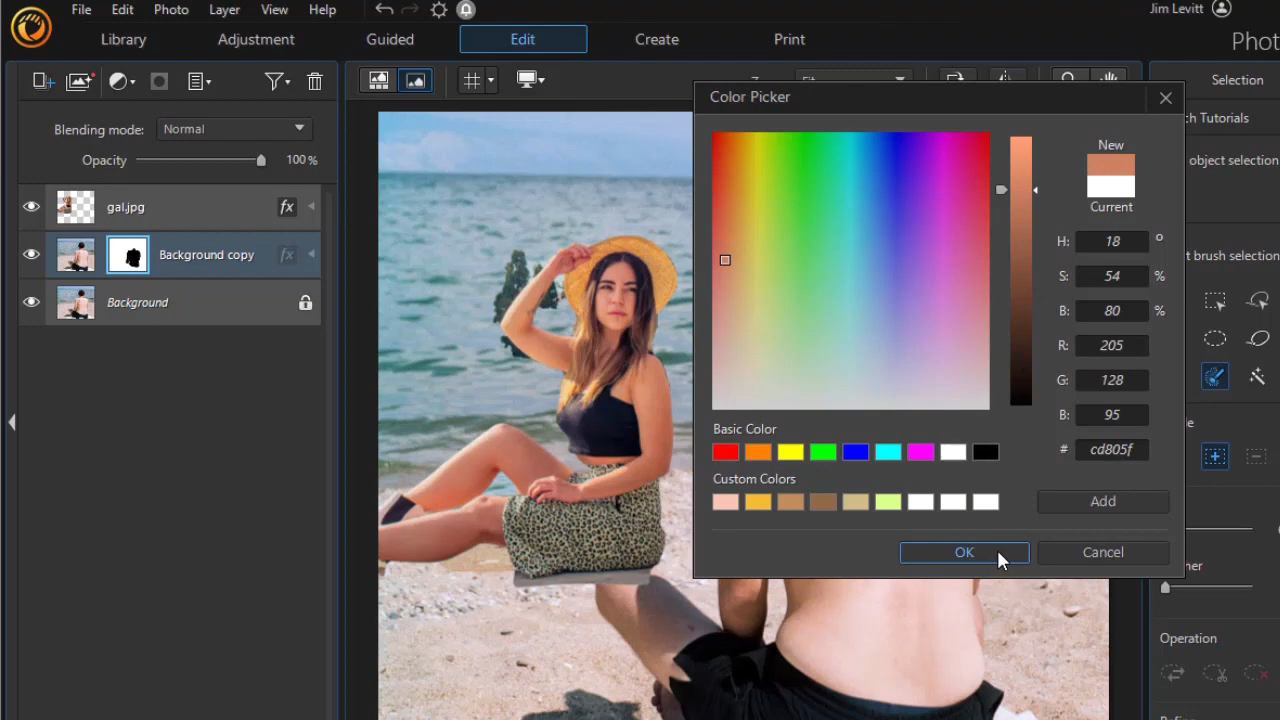 File Edit Photo Layer View Help
Jim Levitt
Library Adjustment Guided Edit Create Print
Phot
Selection
Color Picker
Blending mode: Normal
Opacity 100 %
gal.jpg fx
Background copy fx
Background
New
Current
H: 18 °
S: 54 %
B: 80 %
R: 205
G: 128
B: 95
# cd805f
Basic Color
Custom Colors
Add
OK
Cancel
ch Tutorials
object selection
t brush selection
Operation